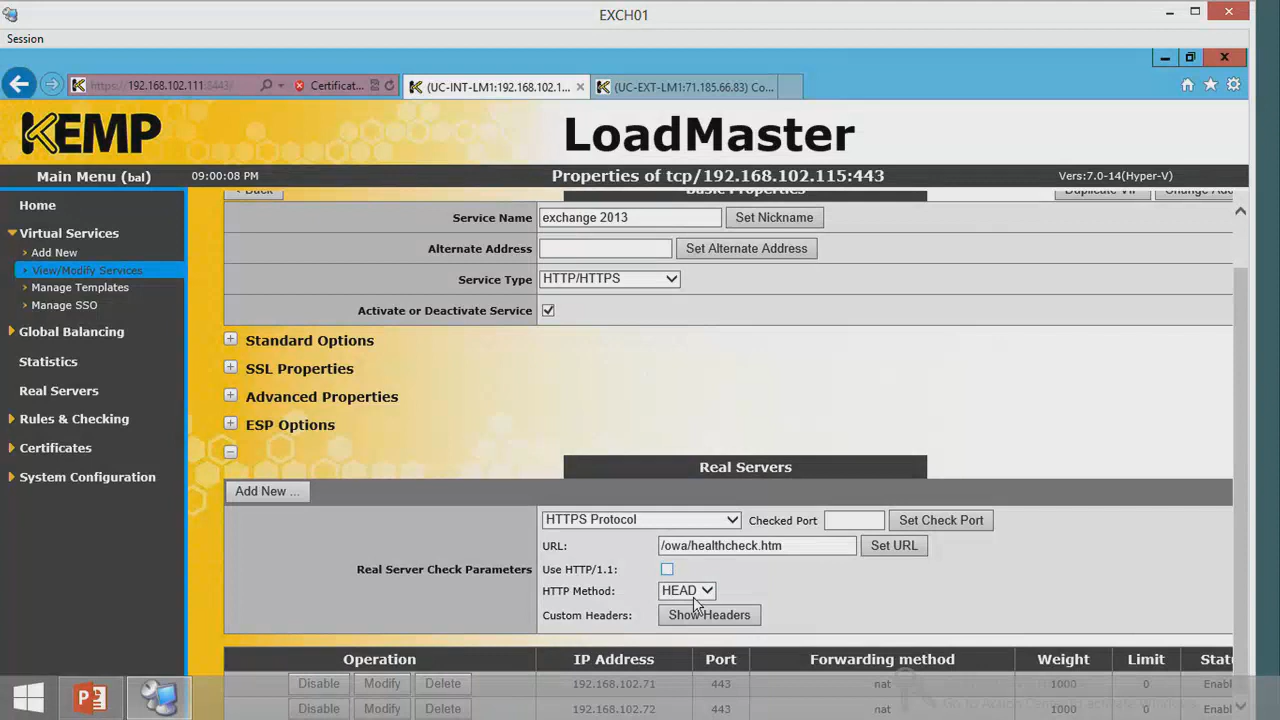 EXCH01
Session
https://192.168.102.111:8443/
Certificat...
(UC-INT-LM1:192.168.102.1...
(UC-EXT-LM1:71.185.66.83) Co...
KEMP
LoadMaster
Main Menu (bal)
09:00:08 PM
Properties of tcp/192.168.102.115:443
Vers:7.0-14(Hyper-V)
Home
Virtual Services
Add New
View/Modify Services
Manage Templates
Manage SSO
Global Balancing
Statistics
Real Servers
Rules & Checking
Certificates
System Configuration
< Back
Basic Properties
Duplicate VIP
Service Name
exchange 2013
Set Nickname
Alternate Address
Set Alternate Address
Service Type
HTTP/HTTPS
Activate or Deactivate Service
Standard Options
SSL Properties
Advanced Properties
ESP Options
Real Servers
Add New ...
Real Server Check Parameters
HTTPS Protocol
Checked Port
Set Check Port
URL:
/owa/healthcheck.htm
Set URL
Use HTTP/1.1:
HTTP Method:
HEAD
Custom Headers:
Show Headers
Operation
IP Address
Port
Forwarding method
Weight
Limit
Statu
Disable
Modify
Delete
192.168.102.71
443
nat
1000
0
Enabl
Disable
Modify
Delete
192.168.102.72
443
nat
1000
0
Enabl